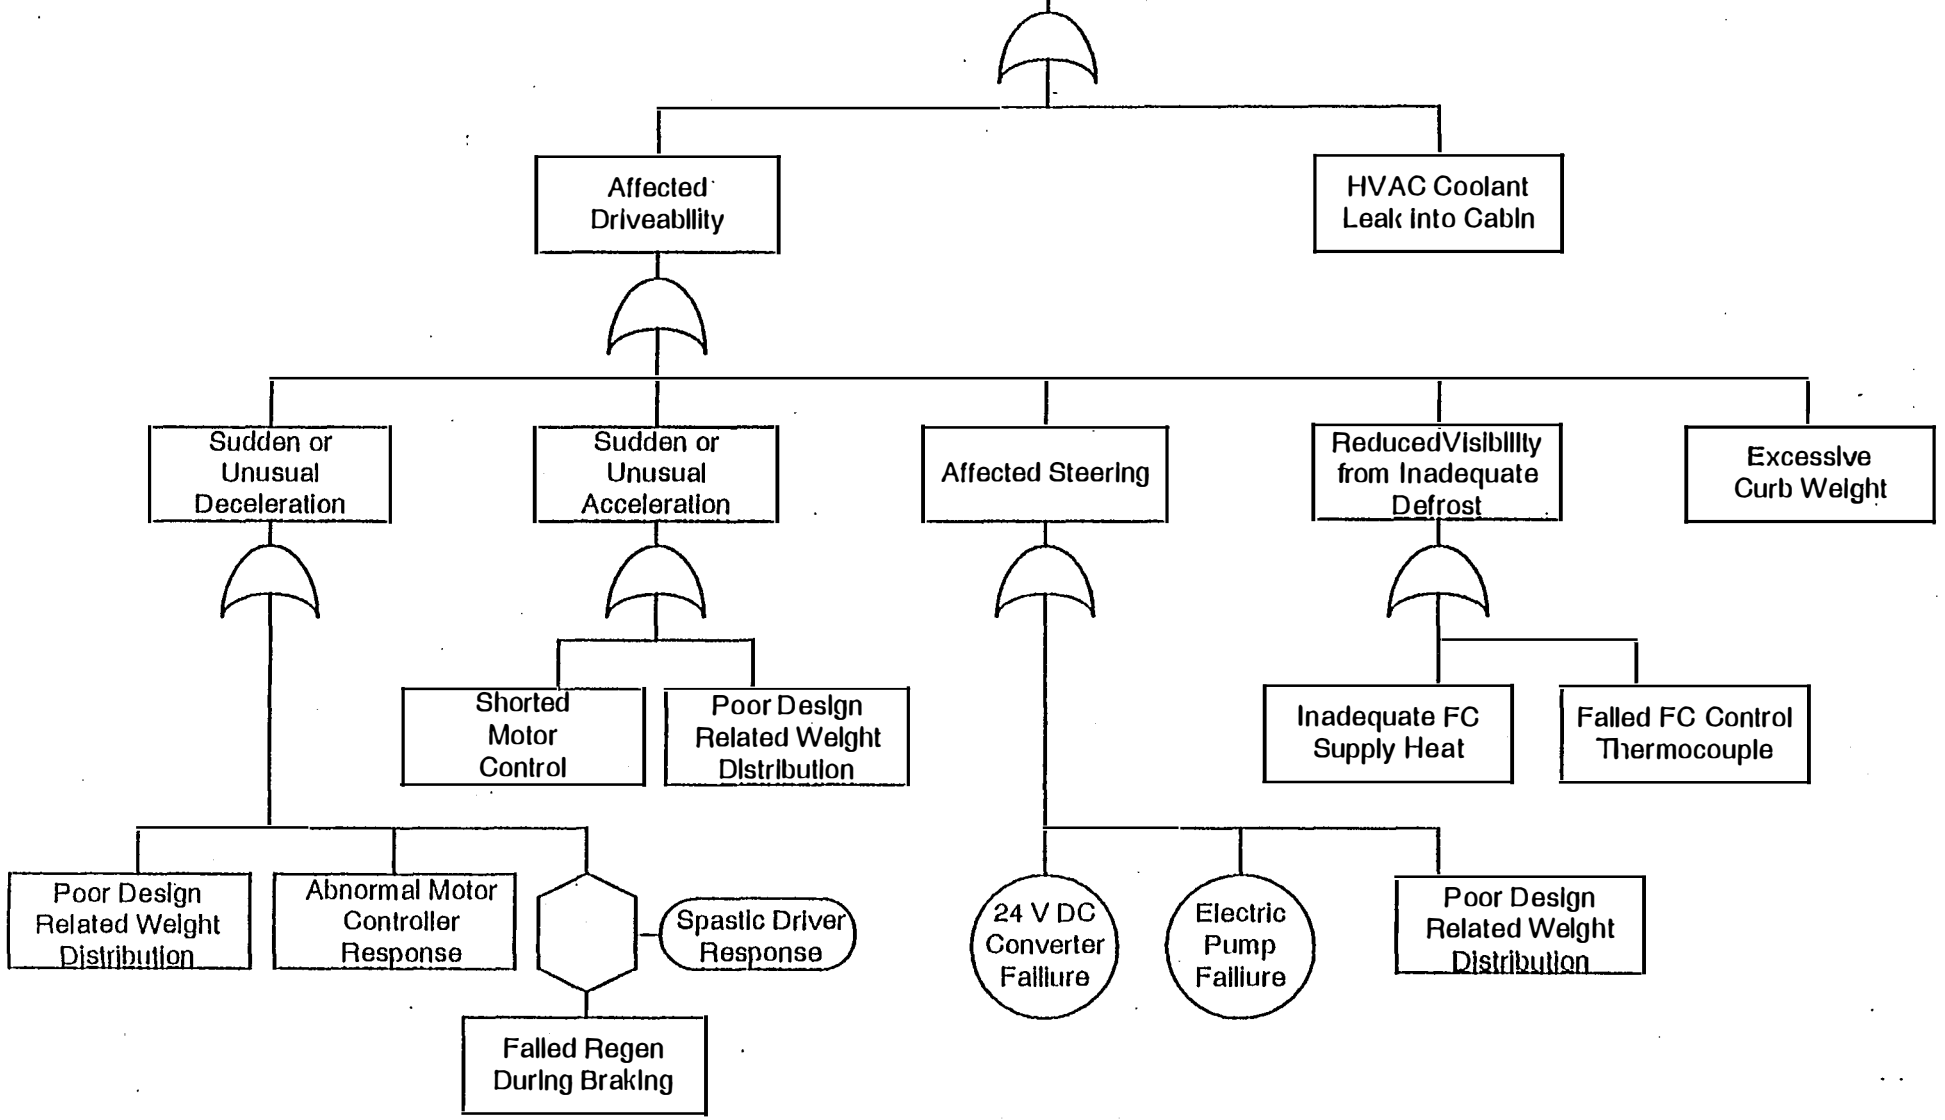 Affected
Driveability
HVAC Coolant
Leak into Cabin
Sudden or
Unusual
Deceleration
Sudden or
Unusual
Acceleration
Affected Steering
ReducedVisibility
from Inadequate
Defrost
Excessive
Curb Weight
Shorted
Motor
Control
Poor Design
Related Weight
Distribution
Inadequate FC
Supply Heat
Failed FC Control
Thermocouple
Poor Design
Related Weight
Distribution
Abnormal Motor
Controller
Response
Spastic Driver
Response
24 V DC
Converter
Failure
Electric
Pump
Failure
Poor Design
Related Weight
Distribution
Failed Regen
During Braking